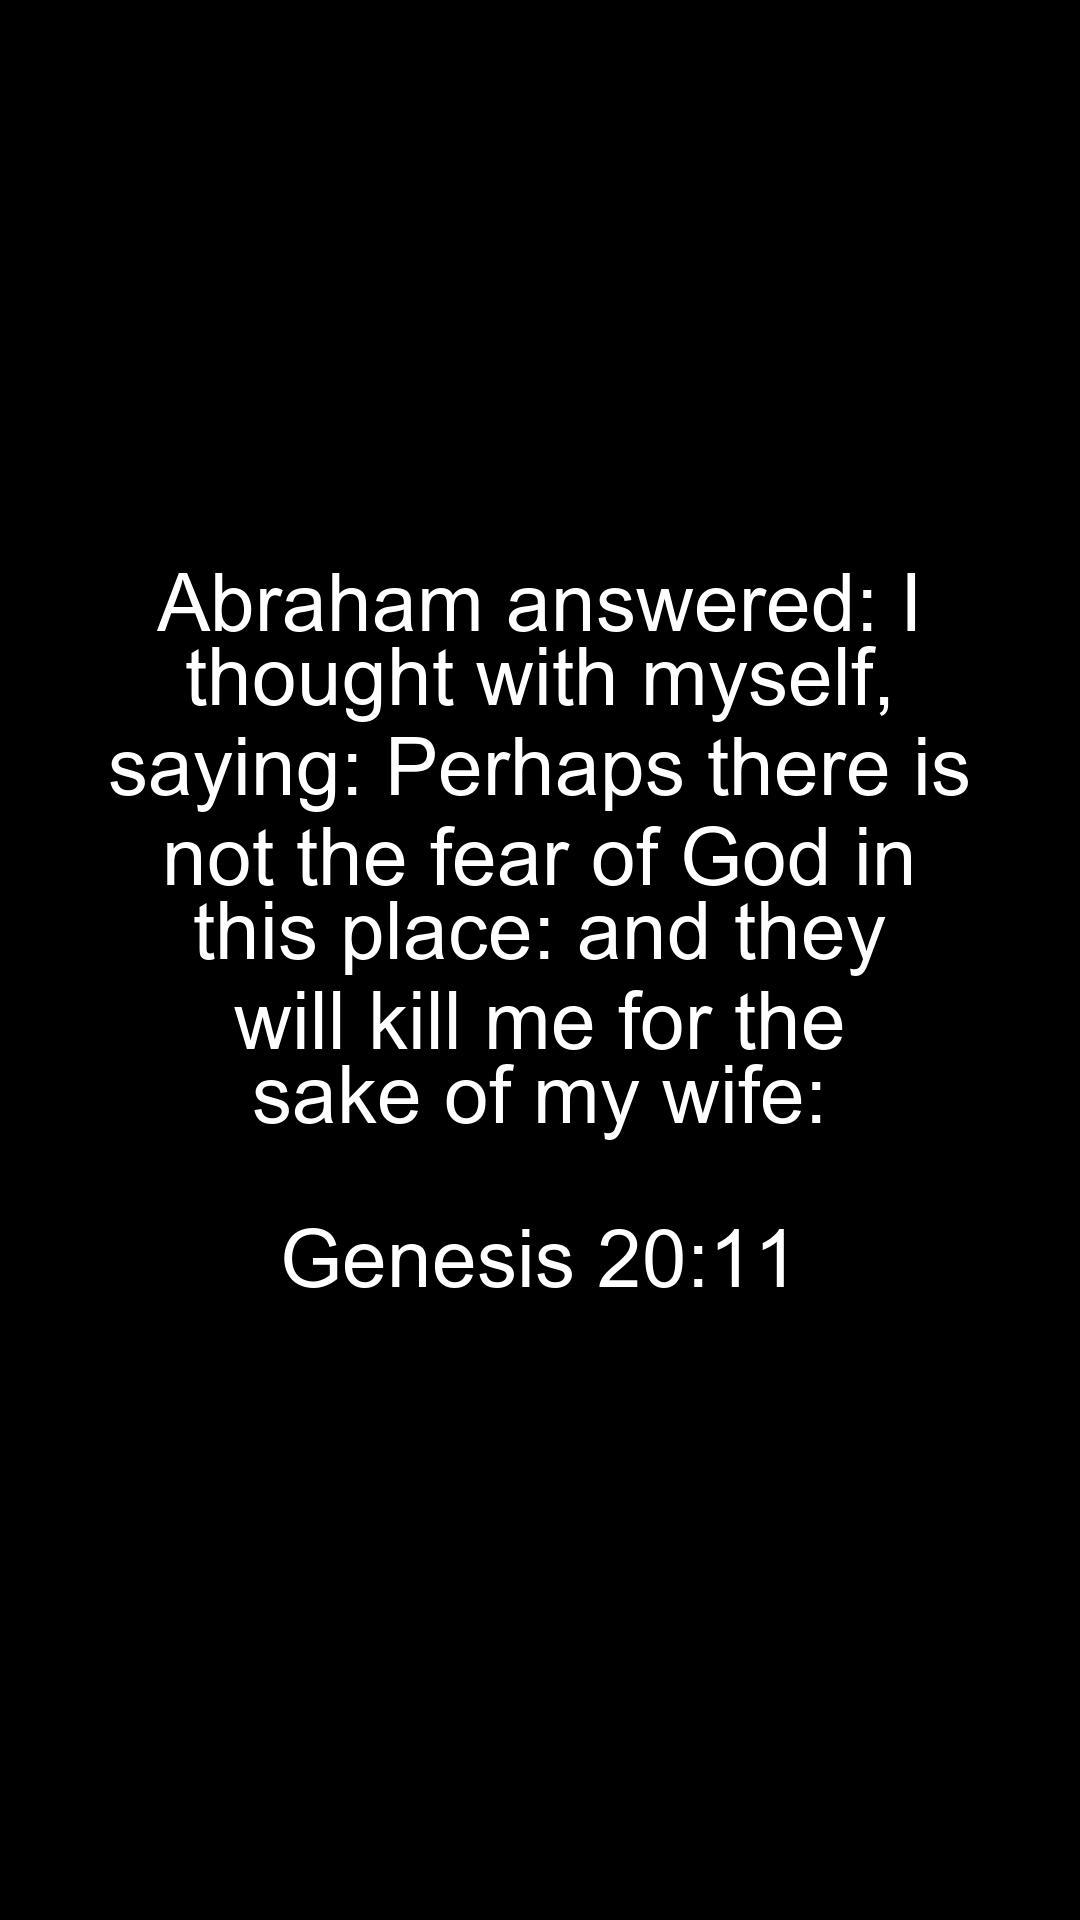 Abraham answered: I
thought with myself,
saying: Perhaps there is
not the fear of God in
this place: and they
will kill me for the
sake of my wife:
Genesis 20:11